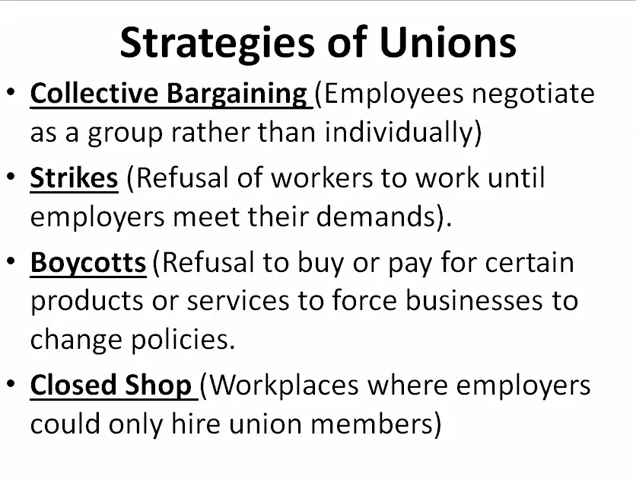 Strategies of Unions
• Collective Bargaining (Employees negotiate
as a group rather than individually)
• Strikes (Refusal of workers to work until
employers meet their demands).
• Boycotts (Refusal to buy or pay for certain
products or services to force businesses to
change policies.
• Closed Shop (Workplaces where employers
could only hire union members)